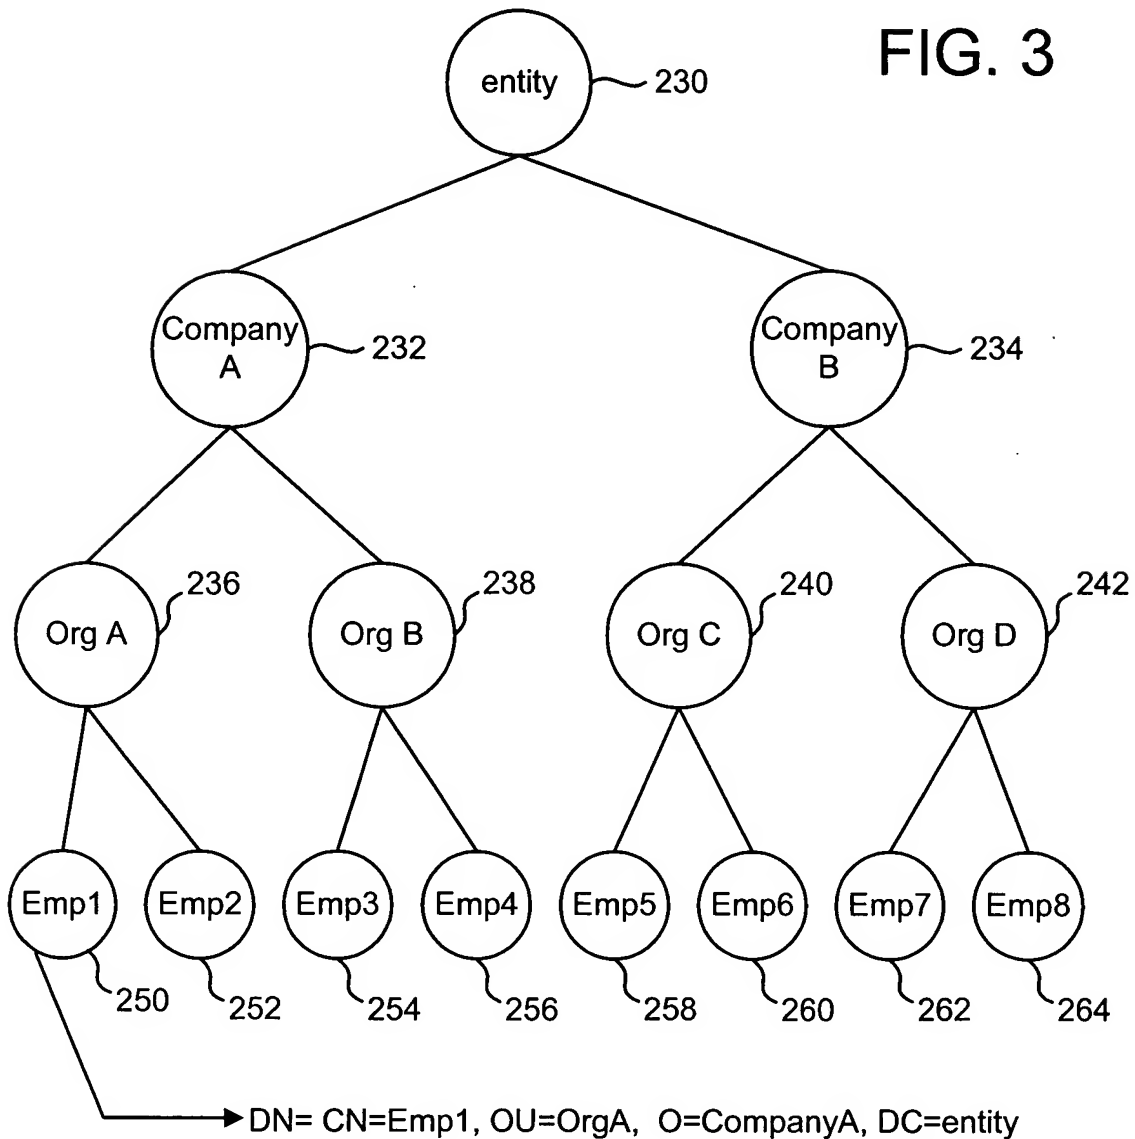 FIG. 3
entity
230
Company
A
232
Company
B
234
Org A
236
Org B
238
Org C
240
Org D
242
Emp1
Emp2
Emp3
Emp4
Emp5
Emp6
Emp7
Emp8
250
252
254
256
258
260
262
264
DN= CN=Emp1, OU=OrgA, O=CompanyA, DC=entity